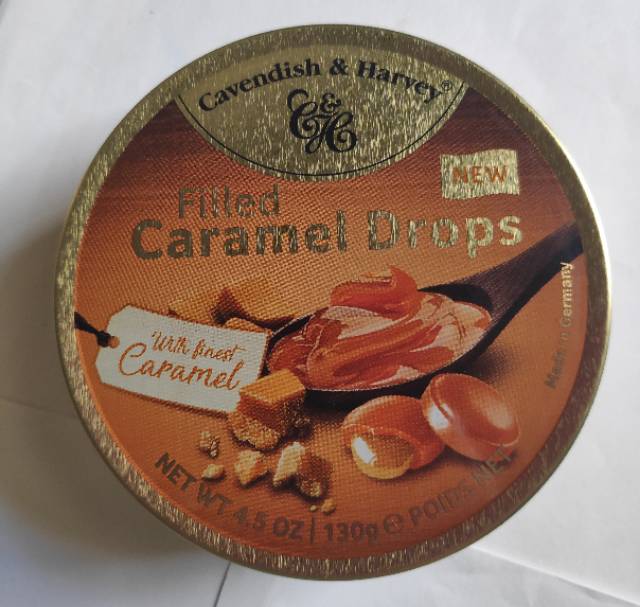 Cavendish & Harvey®
C&H
NEW
Filled
Caramel Drops
Made in Germany
With finest
Caramel
NET WT 4.5 OZ | 130g ℮ POIDS NET